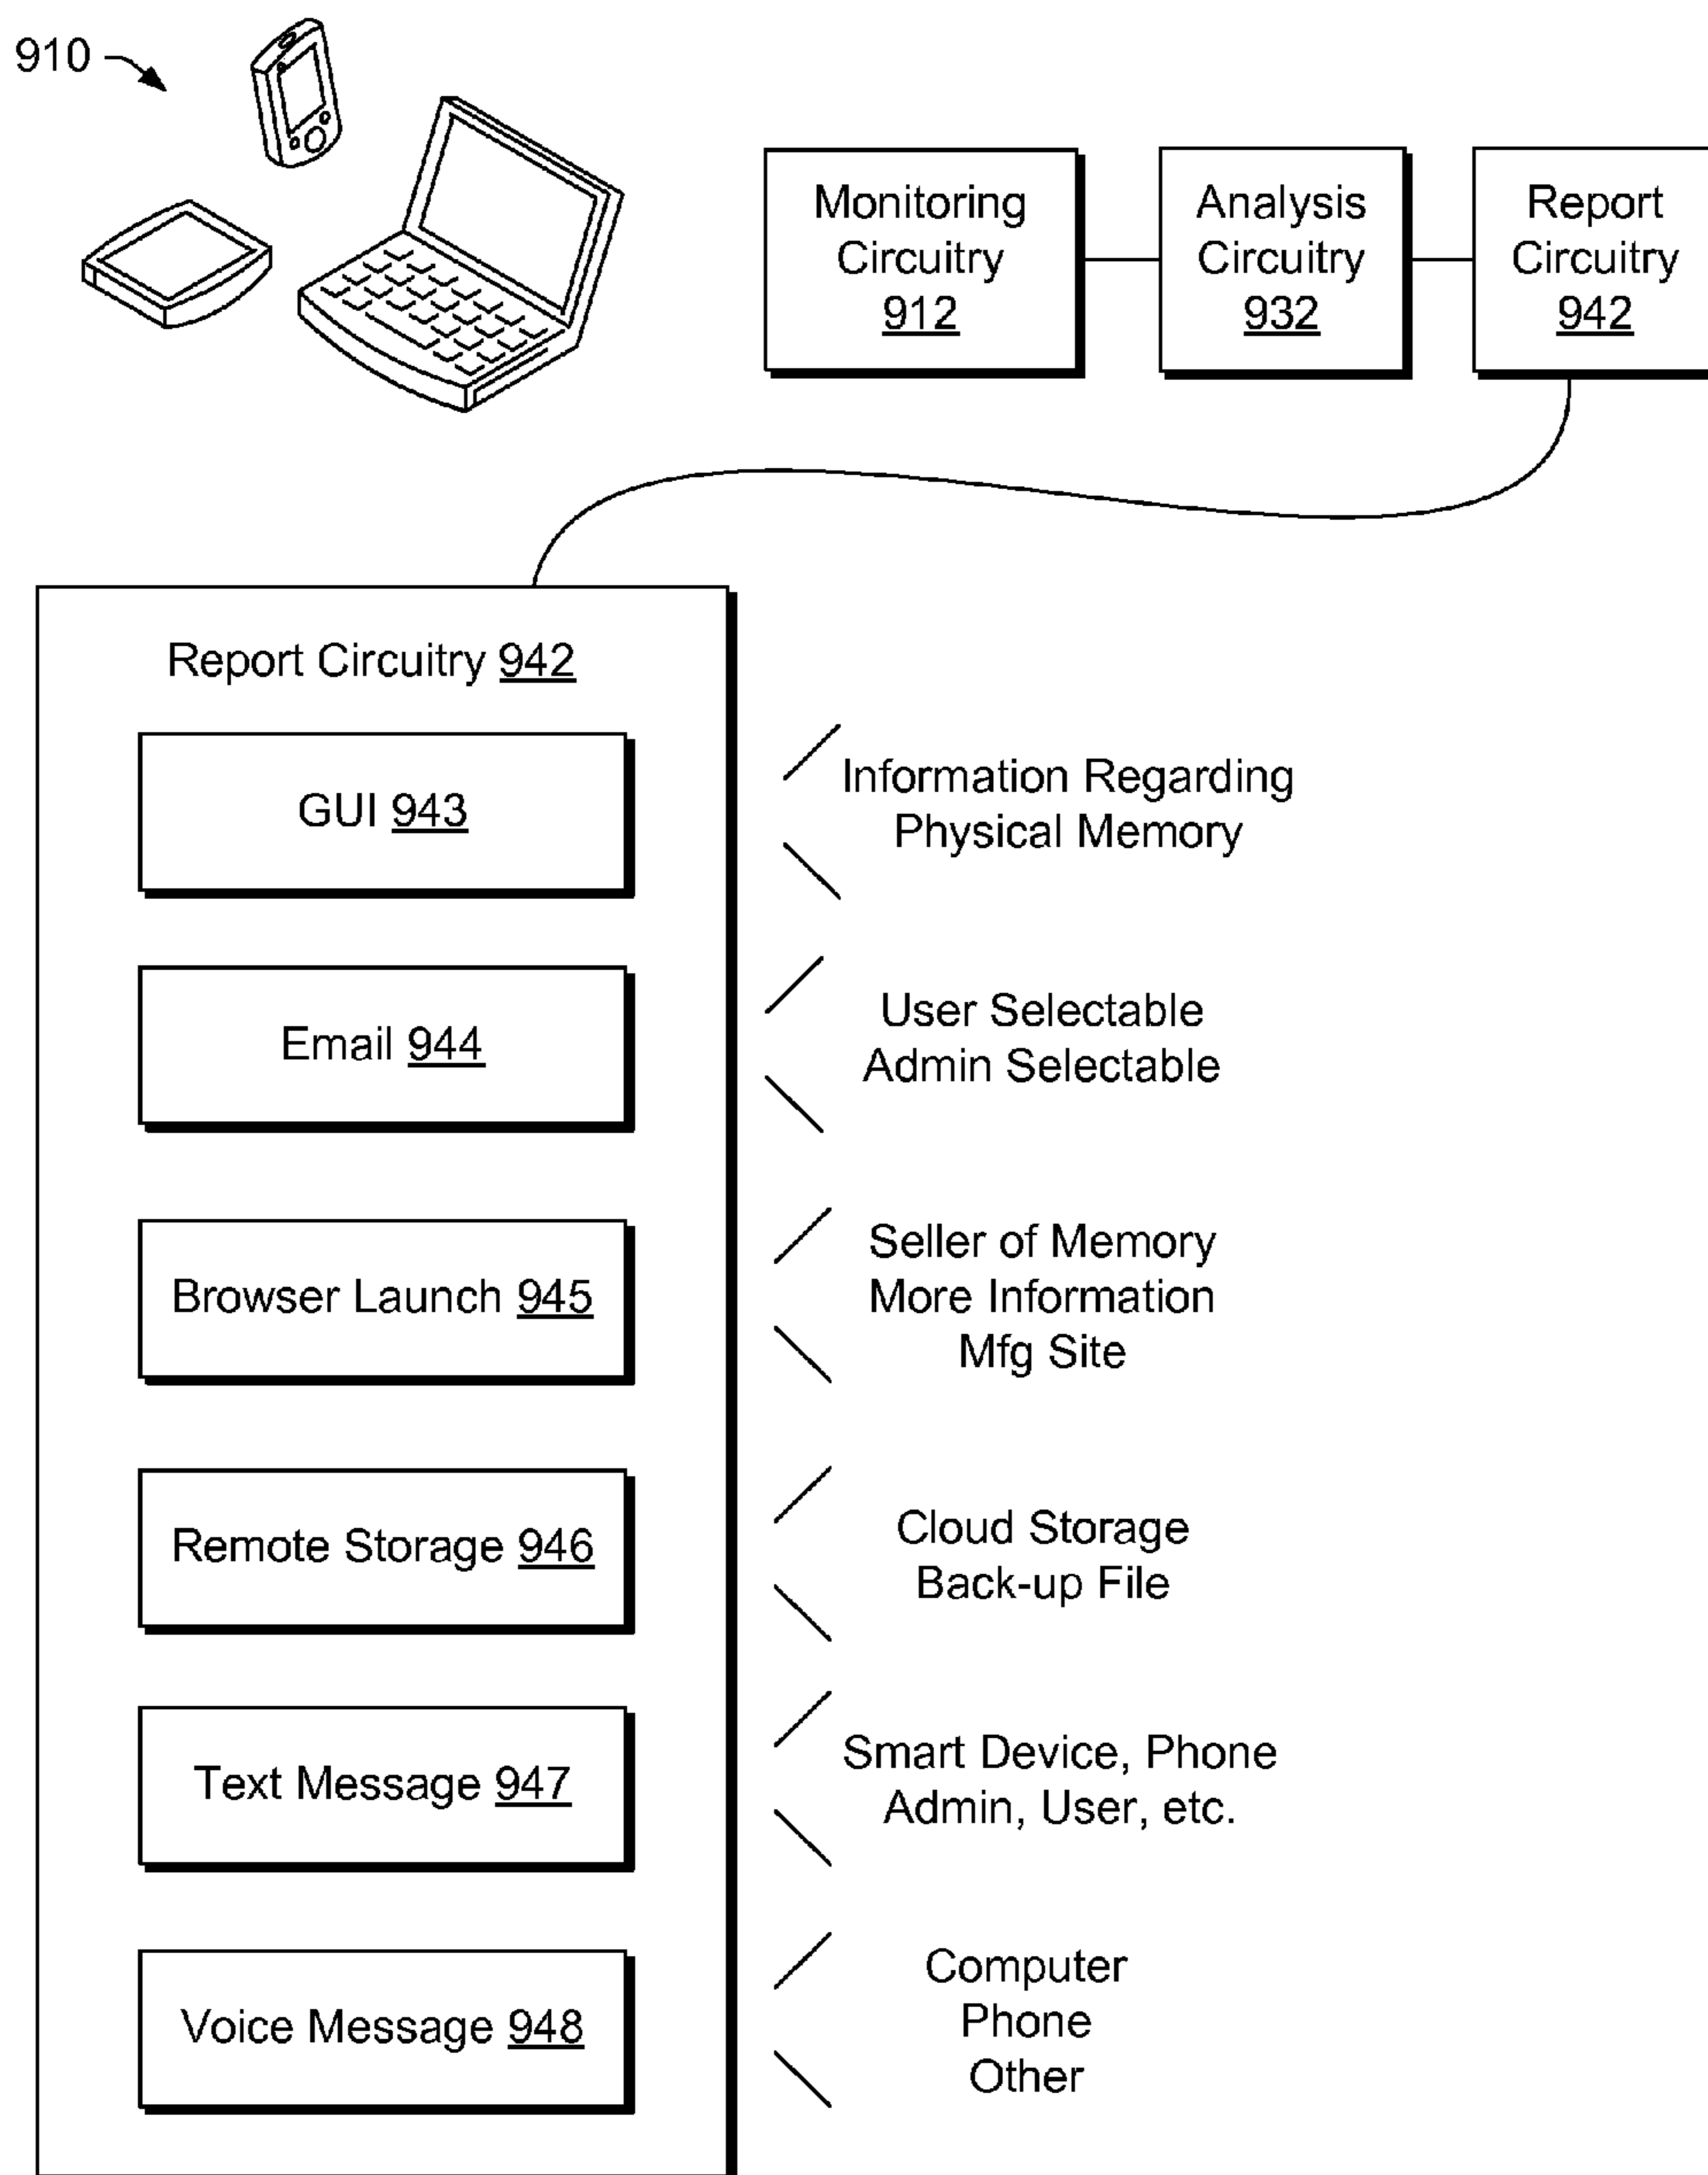 910
Monitoring
Circuitry
912
Analysis
Circuitry
932
Report
Circuitry
942
Report Circuitry 942
GUI 943
Information Regarding
Physical Memory
Email 944
User Selectable
Admin Selectable
Browser Launch 945
Seller of Memory
More Information
Mfg Site
Remote Storage 946
Cloud Storage
Back-up File
Text Message 947
Smart Device, Phone
Admin, User, etc.
Voice Message 948
Computer
Phone
Other